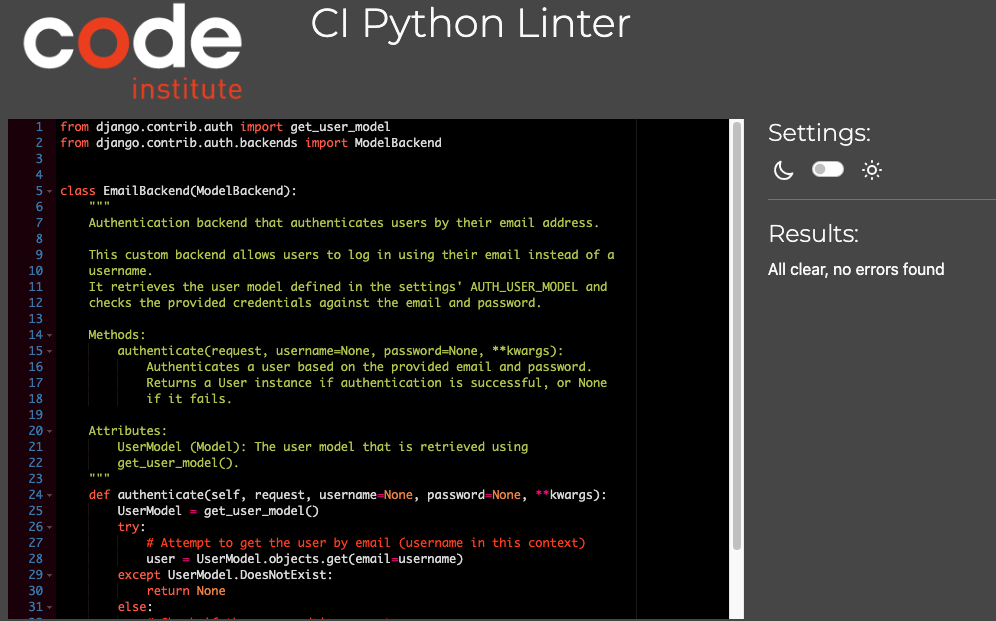 code
institute
CI Python Linter
1 from django.contrib.auth import get_user_model
2 from django.contrib.auth.backends import ModelBackend
3
4
5 class EmailBackend(ModelBackend):
6     """
7     Authentication backend that authenticates users by their email address.
8
9     This custom backend allows users to log in using their email instead of a
10     username.
11     It retrieves the user model defined in the settings' AUTH_USER_MODEL and
12     checks the provided credentials against the email and password.
13
14     Methods:
15         authenticate(request, username=None, password=None, **kwargs):
16             Authenticates a user based on the provided email and password.
17             Returns a User instance if authentication is successful, or None
18             if it fails.
19
20     Attributes:
21         UserModel (Model): The user model that is retrieved using
22         get_user_model().
23     """
24     def authenticate(self, request, username=None, password=None, **kwargs):
25         UserModel = get_user_model()
26         try:
27             # Attempt to get the user by email (username in this context)
28             user = UserModel.objects.get(email=username)
29         except UserModel.DoesNotExist:
30             return None
31         else:
Settings:
Results:
All clear, no errors found